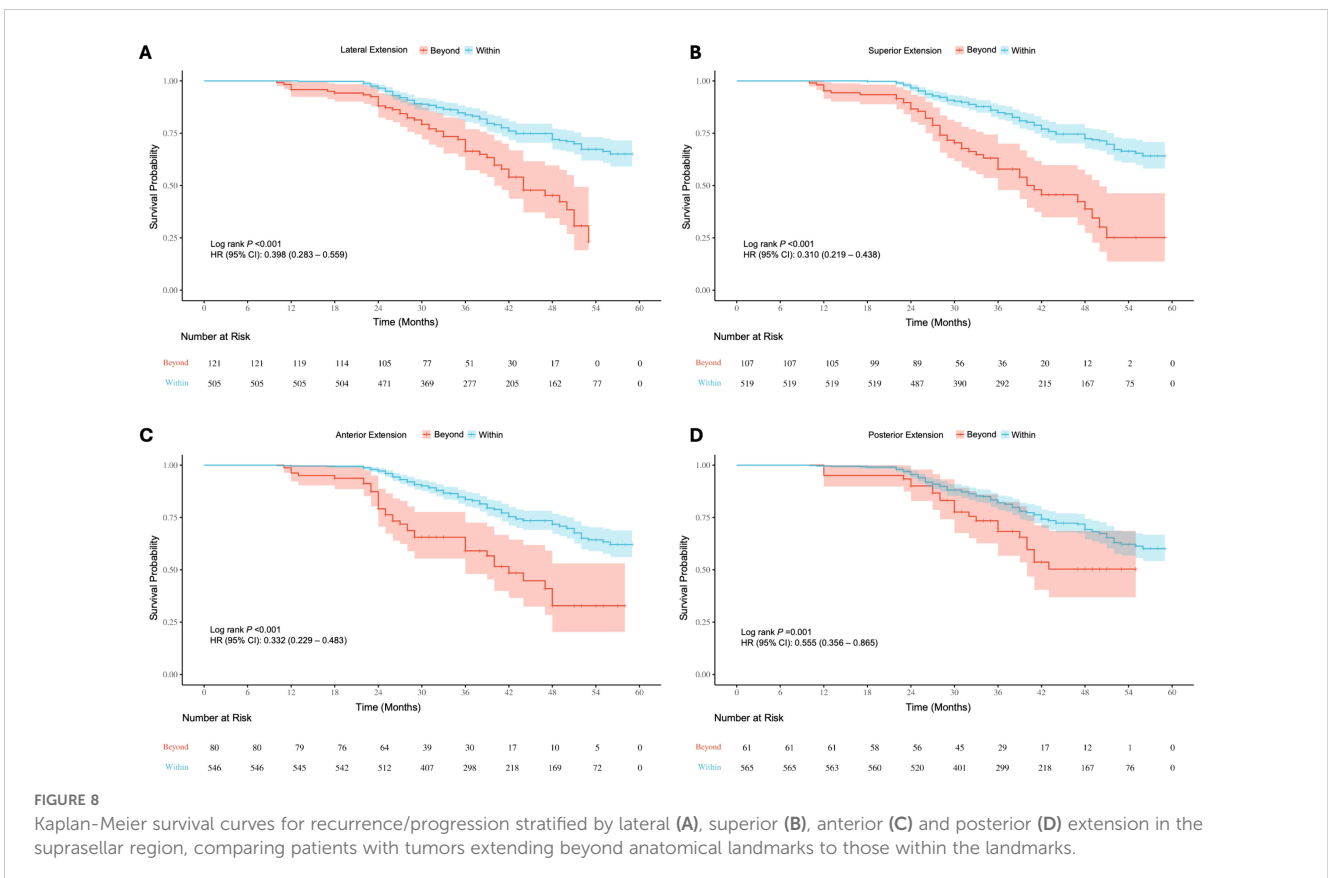 A
Lateral Extension Beyond Within
1.00
0.75
0.50
0.25
0.00
Survival Probability
Log rank P <0.001
HR (95% CI): 0.398 (0.283 – 0.559)
0 6 12 18 24 30 36 42 48 54 60
Time (Months)
Number at Risk
Beyond 121 121 119 114 105 77 51 30 17 0 0
Within 505 505 505 504 471 369 277 205 162 77 0
B
Superior Extension Beyond Within
1.00
0.75
0.50
0.25
0.00
Survival Probability
Log rank P <0.001
HR (95% CI): 0.310 (0.219 – 0.438)
0 6 12 18 24 30 36 42 48 54 60
Time (Months)
Number at Risk
Beyond 107 107 105 99 89 56 36 20 12 2 0
Within 519 519 519 519 487 390 292 215 167 75 0
C
Anterior Extension Beyond Within
1.00
0.75
0.50
0.25
0.00
Survival Probability
Log rank P <0.001
HR (95% CI): 0.332 (0.229 – 0.483)
0 6 12 18 24 30 36 42 48 54 60
Time (Months)
Number at Risk
Beyond 80 80 79 76 64 39 30 17 10 5 0
Within 546 546 545 542 512 407 298 218 169 72 0
D
Posterior Extension Beyond Within
1.00
0.75
0.50
0.25
0.00
Survival Probability
Log rank P =0.001
HR (95% CI): 0.555 (0.356 – 0.865)
0 6 12 18 24 30 36 42 48 54 60
Time (Months)
Number at Risk
Beyond 61 61 61 58 56 45 29 17 12 1 0
Within 565 565 563 560 520 401 299 218 167 76 0
FIGURE 8
Kaplan-Meier survival curves for recurrence/progression stratified by lateral (A), superior (B), anterior (C) and posterior (D) extension in the
suprasellar region, comparing patients with tumors extending beyond anatomical landmarks to those within the landmarks.